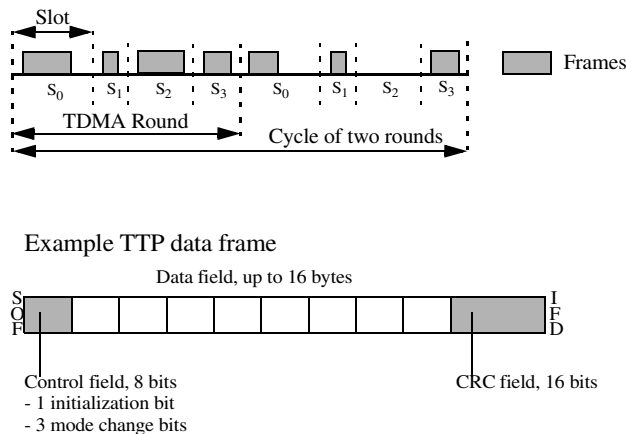 Slot
Frames
S0 S1 S2 S3 S0 S1 S2 S3
TDMA Round
Cycle of two rounds
Example TTP data frame
Data field, up to 16 bytes
SOF
IFD
Control field, 8 bits
- 1 initialization bit
- 3 mode change bits
CRC field, 16 bits